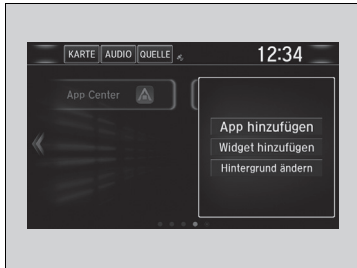 KARTE AUDIO QUELLE 12:34
App Center
App hinzufügen
Widget hinzufügen
Hintergrund ändern